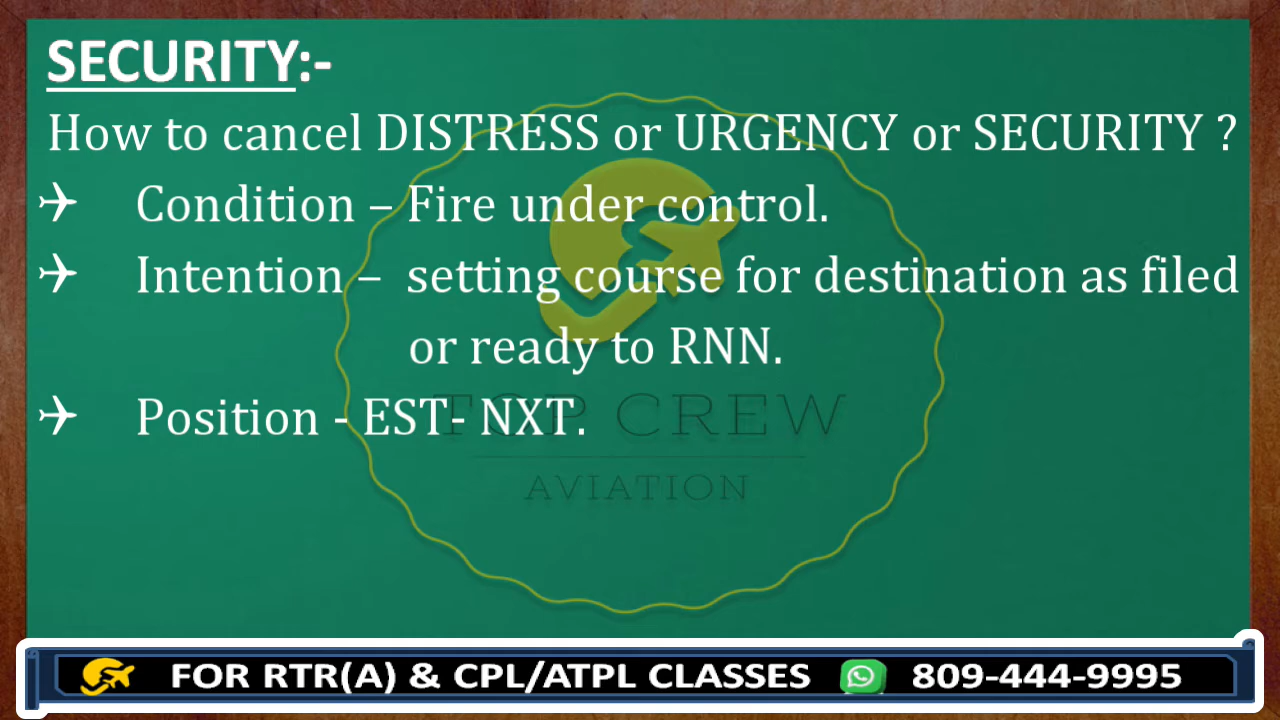 SECURITY:-
How to cancel DISTRESS or URGENCY or SECURITY ?
Condition – Fire under control.
Intention – setting course for destination as filed
or ready to RNN.
Position - EST- NXT.
TOP CREW
AVIATION
FOR RTR(A) & CPL/ATPL CLASSES 809-444-9995